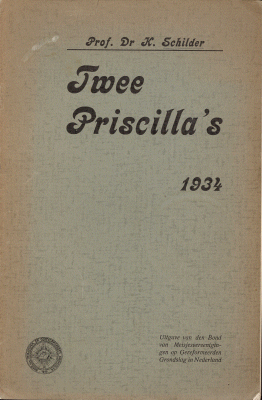 Prof. Dr K. Schilder
Twee
Priscilla's
1934
Uitgave van den Bond
van Meisjesvereenigin-
gen op Gereformeerden
Grondslag in Nederland